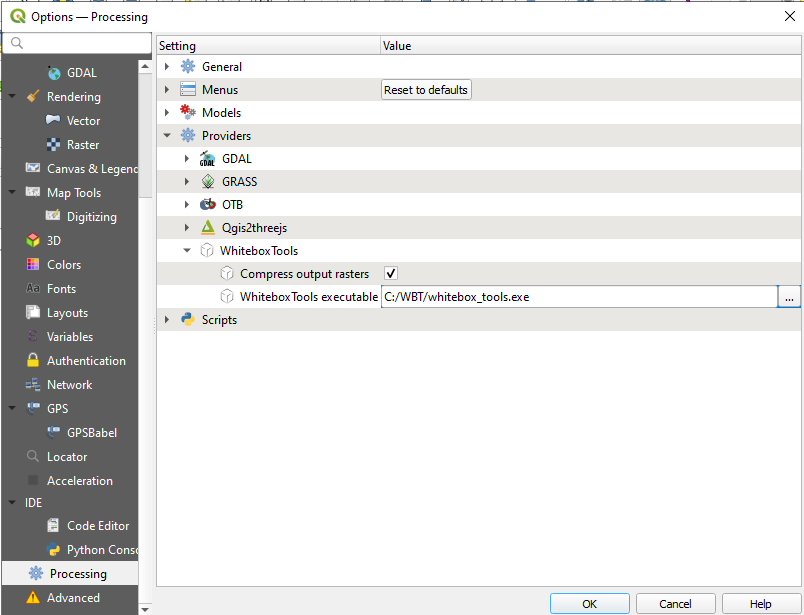 Options — Processing
GDAL
Rendering
Vector
Raster
Canvas & Legend
Map Tools
Digitizing
3D
Colors
Fonts
Layouts
Variables
Authentication
Network
GPS
GPSBabel
Locator
Acceleration
IDE
Code Editor
Python Conso
Processing
Advanced
Setting Value
General
Menus Reset to defaults
Models
Providers
GDAL GDAL
GRASS
OTB
Qgis2threejs
WhiteboxTools
Compress output rasters
WhiteboxTools executable C:/WBT/whitebox_tools.exe ...
Scripts
OK Cancel Help